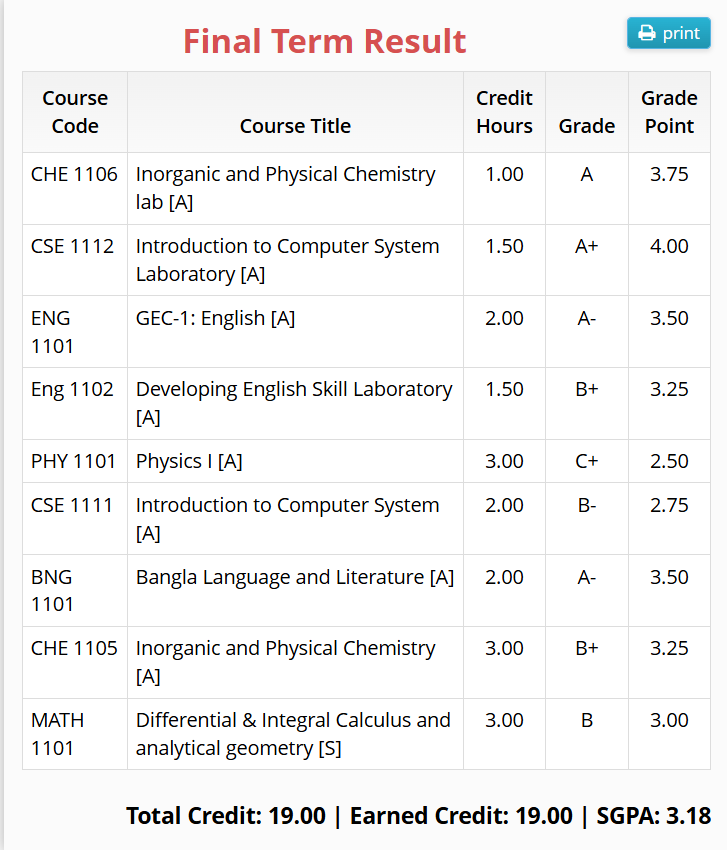 Final Term Result
print
Course Code Course Title Credit Hours Grade Grade Point
CHE 1106 Inorganic and Physical Chemistry lab [A] 1.00 A 3.75
CSE 1112 Introduction to Computer System Laboratory [A] 1.50 A+ 4.00
ENG 1101 GEC-1: English [A] 2.00 A- 3.50
Eng 1102 Developing English Skill Laboratory [A] 1.50 B+ 3.25
PHY 1101 Physics I [A] 3.00 C+ 2.50
CSE 1111 Introduction to Computer System [A] 2.00 B- 2.75
BNG 1101 Bangla Language and Literature [A] 2.00 A- 3.50
CHE 1105 Inorganic and Physical Chemistry [A] 3.00 B+ 3.25
MATH 1101 Differential & Integral Calculus and analytical geometry [S] 3.00 B 3.00
Total Credit: 19.00 | Earned Credit: 19.00 | SGPA: 3.18